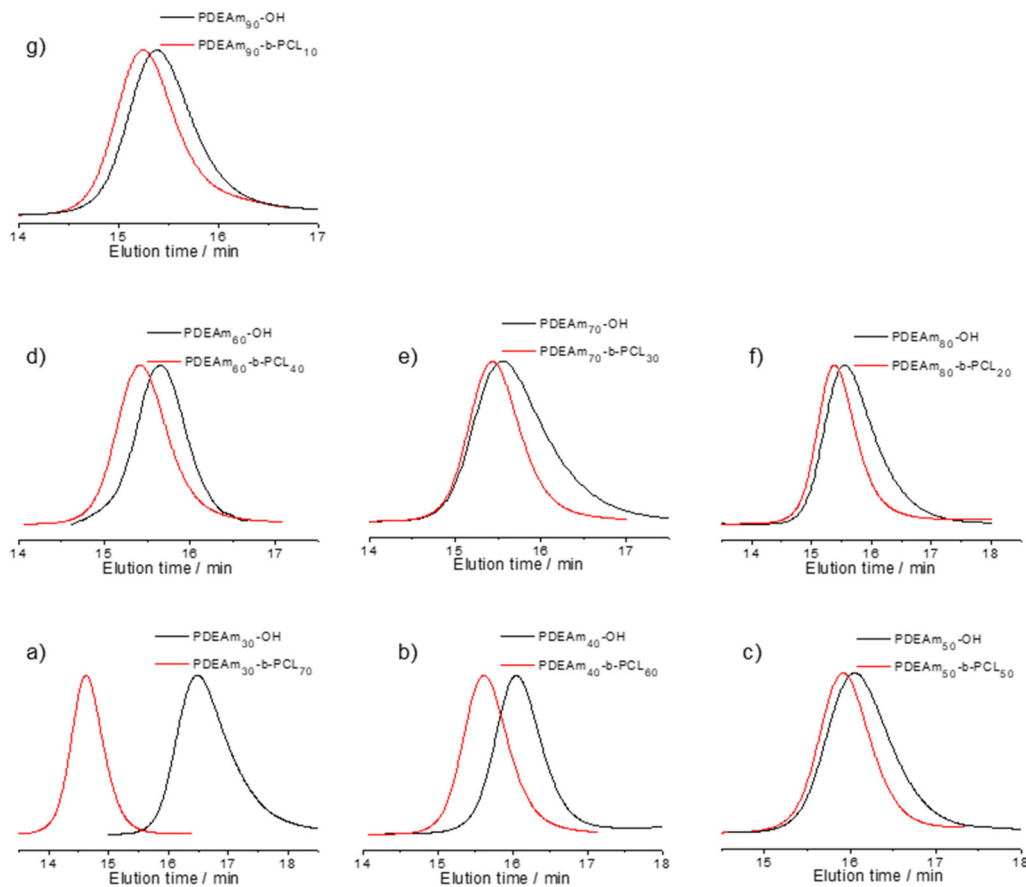 g)
PDEAm90-OH
PDEAm90-b-PCL10
14 15 16 17
Elution time / min
d)
PDEAm60-OH
PDEAm60-b-PCL40
14 15 16 17
Elution time / min
e)
PDEAm70-OH
PDEAm70-b-PCL30
14 15 16 17
Elution time / min
f)
PDEAm80-OH
PDEAm80-b-PCL20
14 15 16 17 18
Elution time / min
a)
PDEAm30-OH
PDEAm30-b-PCL70
14 15 16 17 18
Elution time / min
b)
PDEAm40-OH
PDEAm40-b-PCL60
14 15 16 17 18
Elution time / min
c)
PDEAm50-OH
PDEAm50-b-PCL50
15 16 17 18
Elution time / min